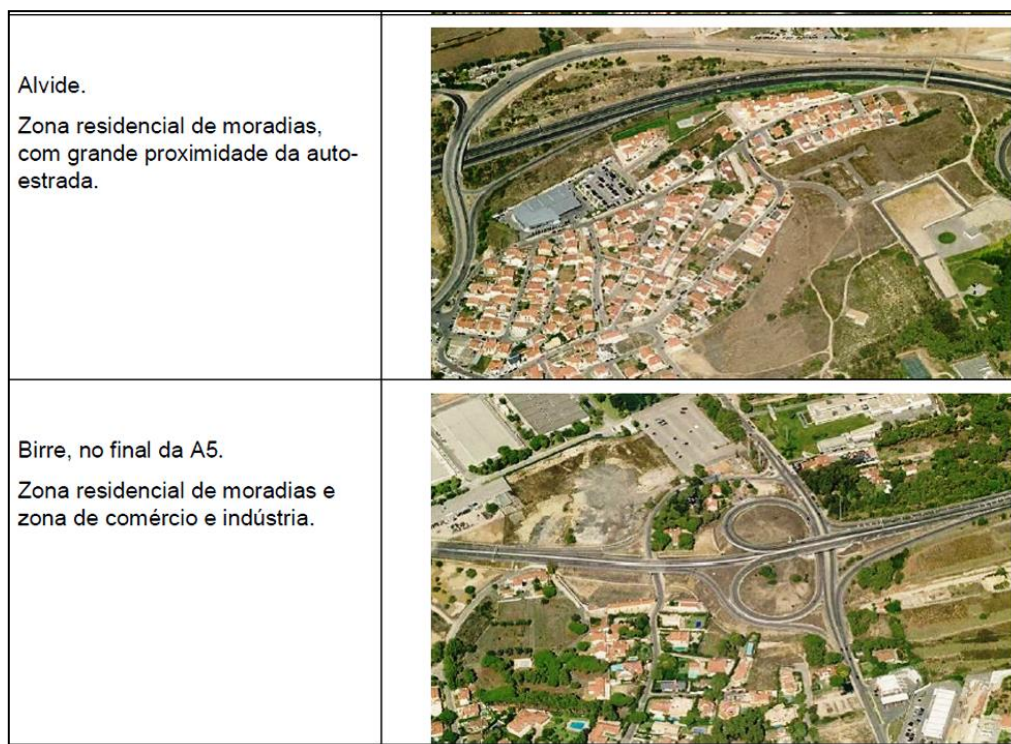 Alvide.
Zona residencial de moradias,
com grande proximidade da auto-
estrada.
Birre, no final da A5.
Zona residencial de moradias e
zona de comércio e indústria.